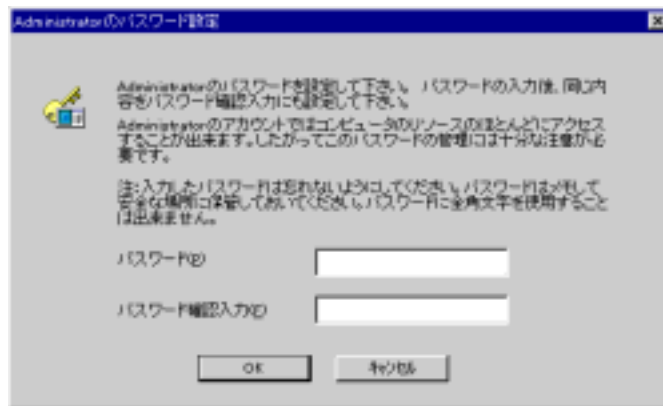 Administratorのパスワード設定
Administratorのパスワードを設定して下さい。 パスワードの入力後、同じ内
容をパスワード確認入力にも設定して下さい。
Administratorのアカウントではコンピュータのリソースのほとんどにアクセス
することが出来ます。したがってこのパスワードの管理には十分な注意が必
要です。
注：入力したパスワードは忘れないようにしてください。パスワードはメモして
安全な場所に保管しておいてください。パスワードに全角文字を使用すること
は出来ません。
パスワード(P)
パスワード確認入力(C)
OK
キャンセル